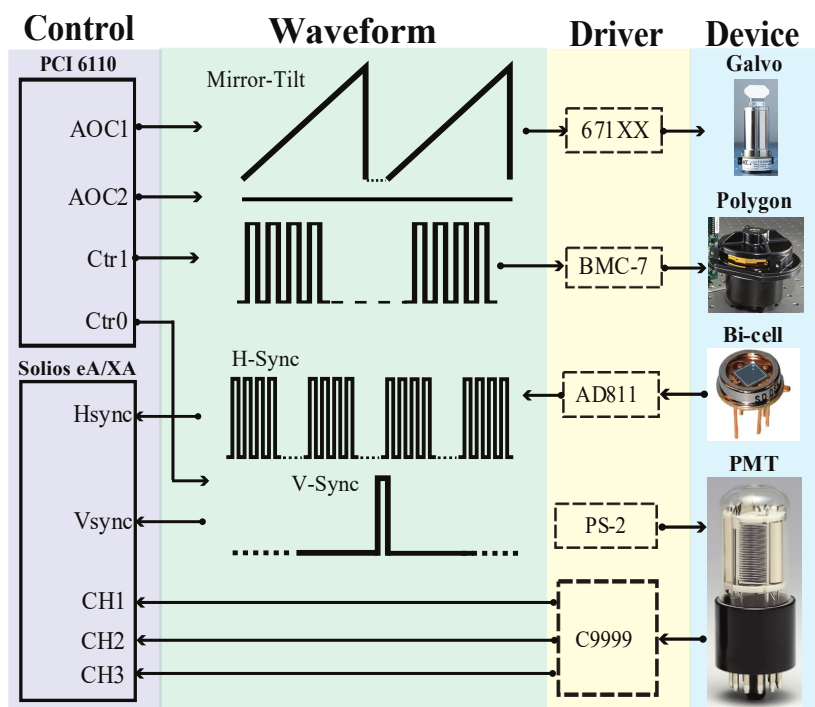 Control
Waveform
Driver
Device
PCI 6110
Galvo
Mirror-Tilt
AOC1
671XX
AOC2
Polygon
Ctr1
BMC-7
Ctr0
Bi-cell
Solios eA/XA
H-Sync
AD811
Hsync
PMT
V-Sync
Vsync
PS-2
CH1
CH2
C9999
CH3